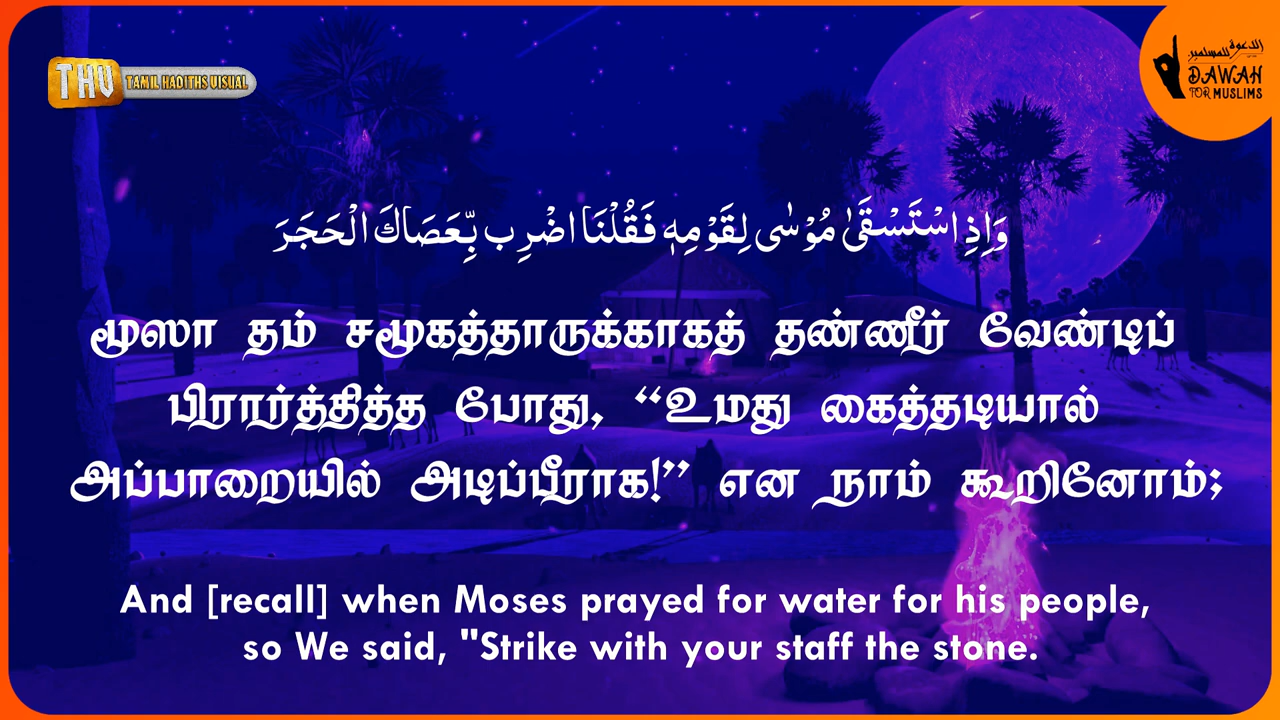 THV TAMIL HADITHS VISUAL
الدعوة للمسلمين
DAWAH
FOR MUSLIMS
وَاِذِ اسْتَسْقَىٰ مُوْسٰى لِقَوْمِهٖ فَقُلْنَا اضْرِب بِّعَصَاكَ الْحَجَرَ
மூஸா தம் சமூகத்தாருக்காகத் தண்ணீர் வேண்டிப்
பிரார்த்தித்த போது, “உமது கைத்தடியால்
அப்பாறையில் அடிப்பீராக!” என நாம் கூறினோம்;
And [recall] when Moses prayed for water for his people,
so We said, "Strike with your staff the stone.